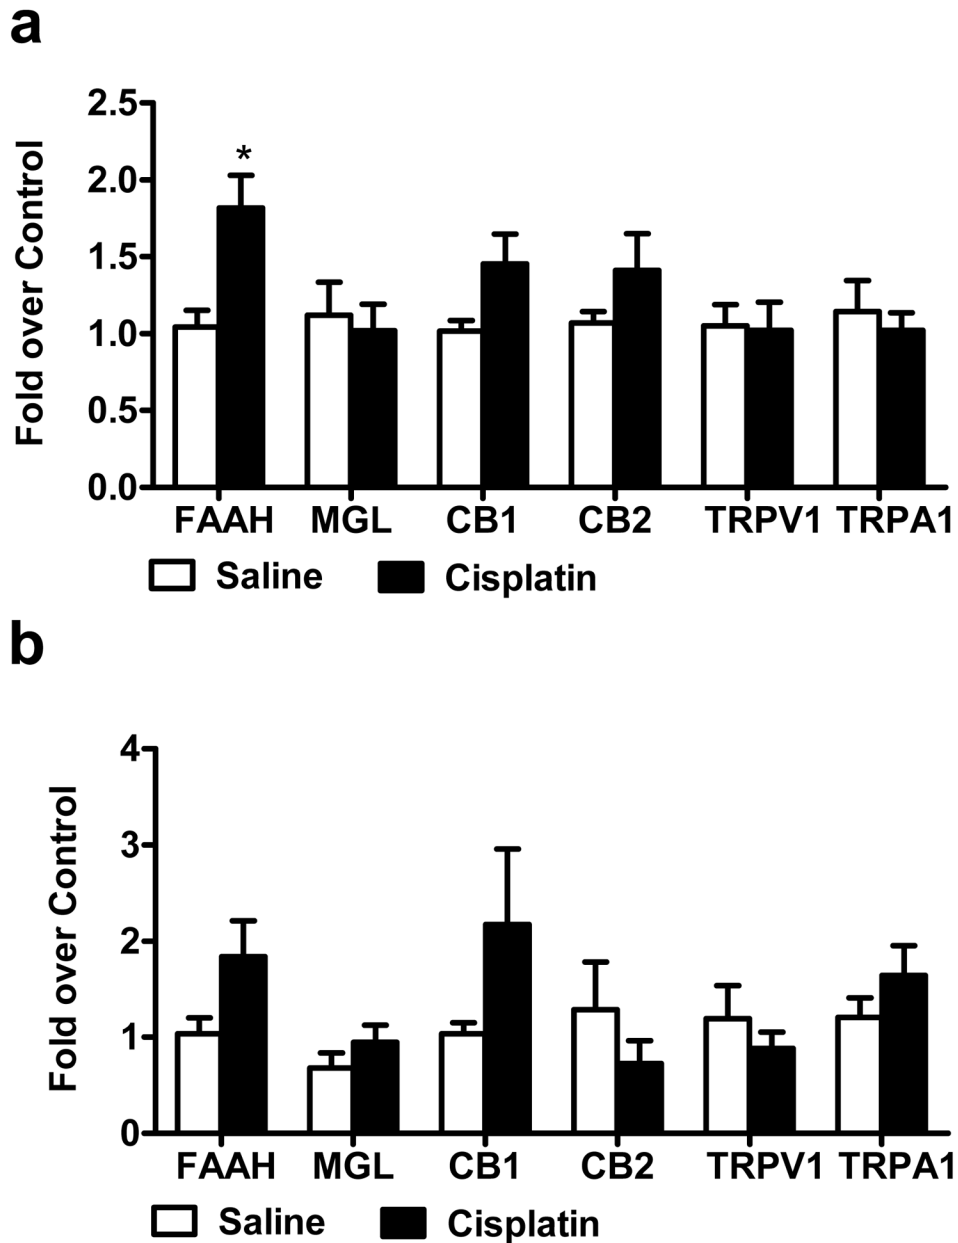 a
Fold over Control
2.5
2.0
1.5
1.0
0.5
0.0
*
FAAH MGL CB1 CB2 TRPV1 TRPA1
Saline Cisplatin
b
Fold over Control
4
3
2
1
0
FAAH MGL CB1 CB2 TRPV1 TRPA1
Saline Cisplatin